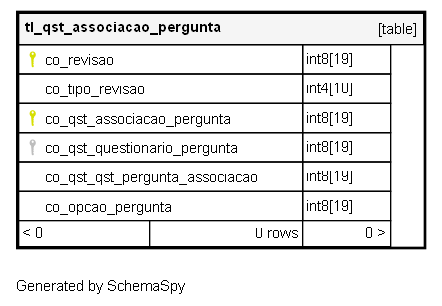 tl_qst_associacao_pergunta [table]
co_revisao int8[19]
co_tipo_revisao int4[10]
co_qst_associacao_pergunta int8[19]
co_qst_questionario_pergunta int8[19]
co_qst_qst_pergunta_associacao int8[19]
co_opcao_pergunta int8[19]
< 0 0 rows 0 >
Generated by SchemaSpy